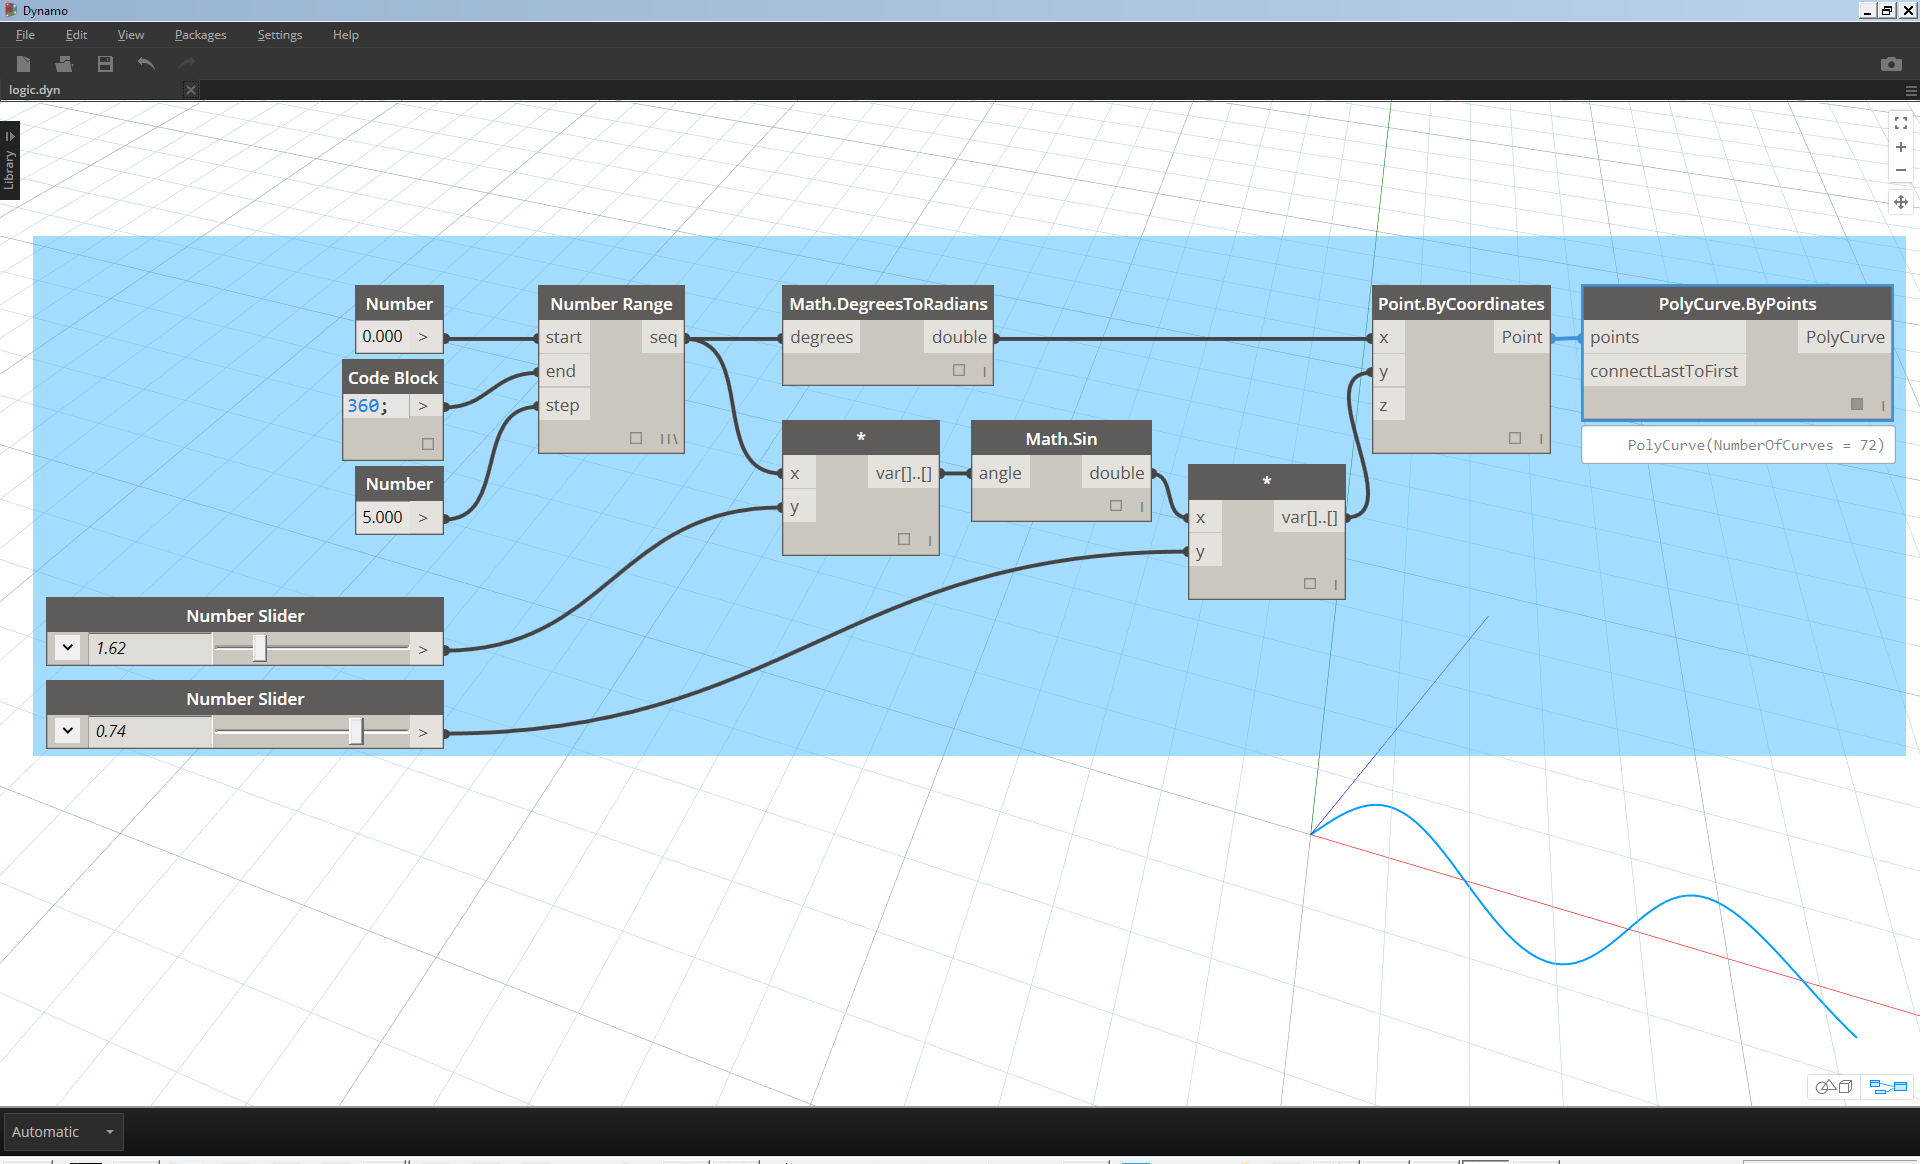 Dynamo
File Edit View Packages Settings Help
logic.dyn
Library
Number
0.000 >
Code Block
360; >
Number
5.000 >
Number Range
start seq
end
step
Math.DegreesToRadians
degrees double
*
x var[]..[]
y
Math.Sin
angle double
*
x var[]..[]
y
Point.ByCoordinates
x Point
y
z
PolyCurve.ByPoints
points PolyCurve
connectLastToFirst
PolyCurve(NumberOfCurves = 72)
Number Slider
1.62 >
Number Slider
0.74 >
Automatic